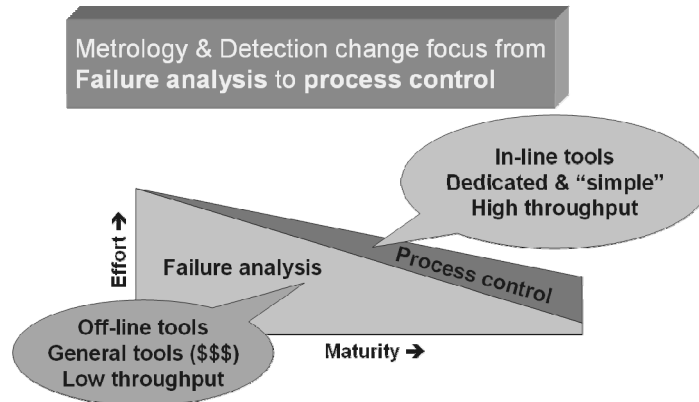 Metrology & Detection change focus from
Failure analysis to process control
In-line tools
Dedicated & “simple”
High throughput
Effort →
Failure analysis
Process control
Off-line tools
General tools ($$$)
Low throughput
Maturity →